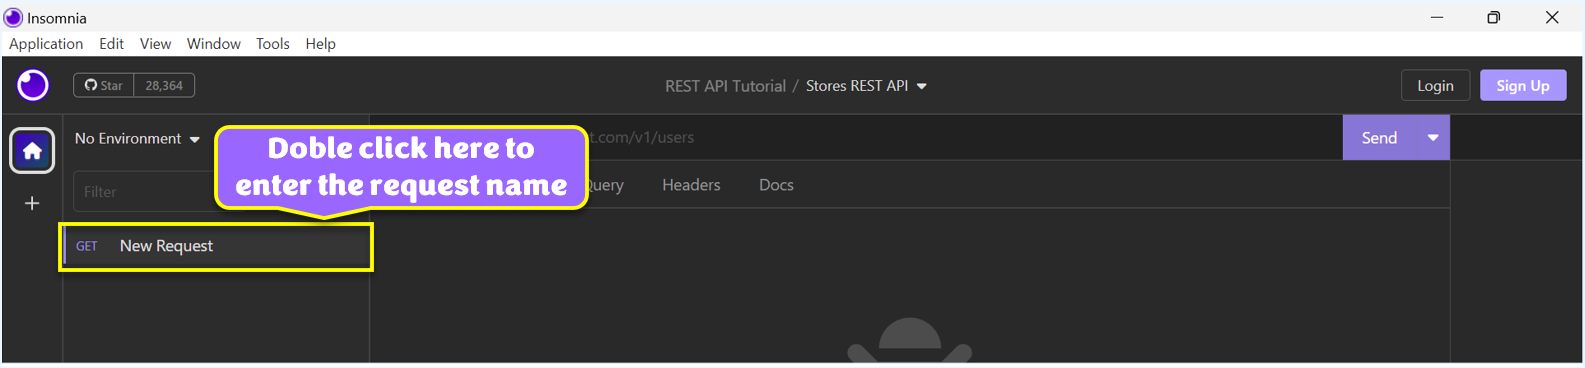 Insomnia
Application Edit View Window Tools Help
Star 28,364 REST API Tutorial / Stores REST API Login Sign Up
No Environment t.com/v1/users Send
Doble click here to
enter the request name
Filter Query Headers Docs
GET New Request